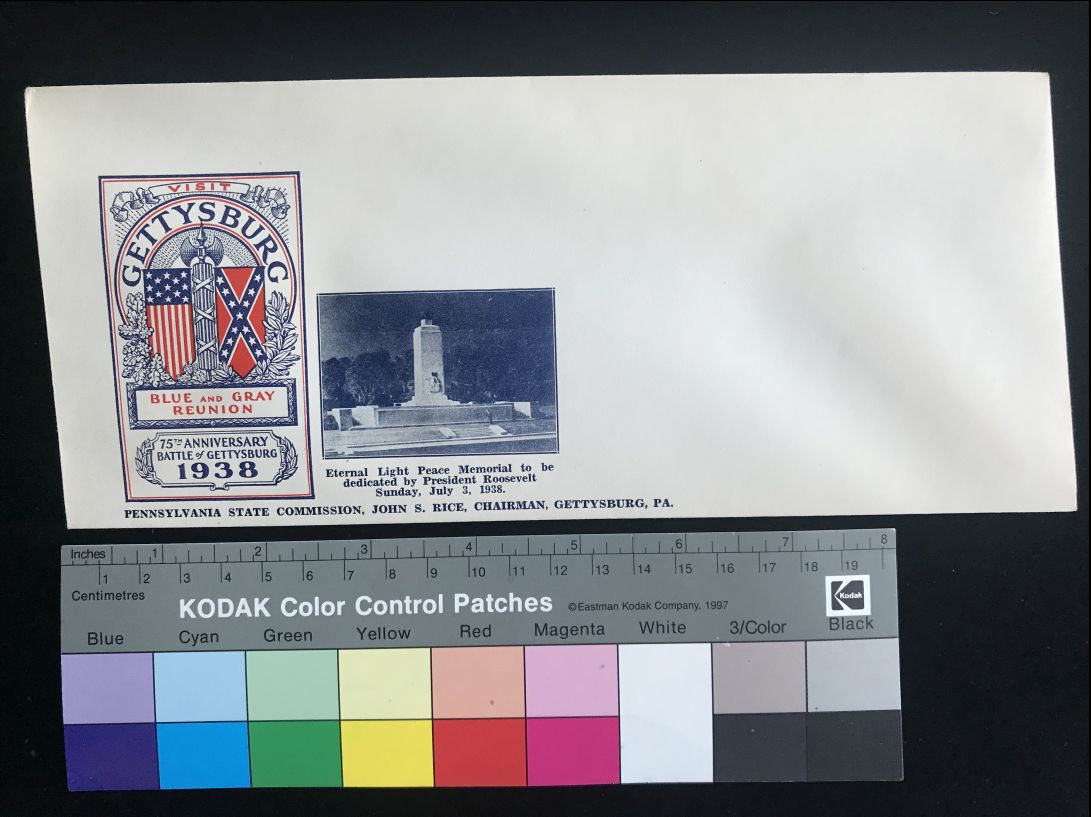 VISIT
GETTYSBURG
BLUE AND GRAY
REUNION
75TH ANNIVERSARY
BATTLE of GETTYSBURG
1938
Eternal Light Peace Memorial to be
dedicated by President Roosevelt
Sunday, July 3, 1938.
PENNSYLVANIA STATE COMMISSION, JOHN S. RICE, CHAIRMAN, GETTYSBURG, PA.
Inches 1 2 3 4 5 6 7 8
1 2 3 4 5 6 7 8 9 10 11 12 13 14 15 16 17 18 19
Centimetres
KODAK Color Control Patches ©Eastman Kodak Company, 1997 Kodak
Blue Cyan Green Yellow Red Magenta White 3/Color Black